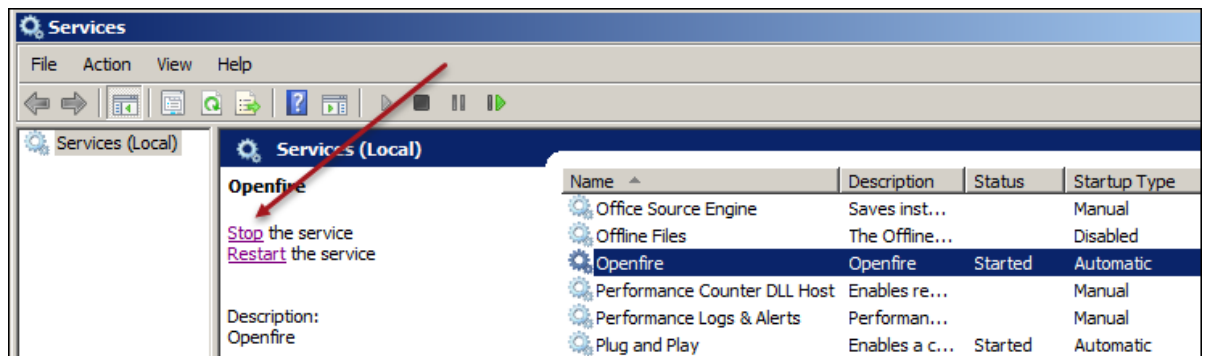 Services
File Action View Help
Services (Local)
Services (Local)
Openfire
Stop the service
Restart the service
Description:
Openfire
Name Description Status Startup Type
Office Source Engine Saves inst... Manual
Offline Files The Offline... Disabled
Openfire Openfire Started Automatic
Performance Counter DLL Host Enables re... Manual
Performance Logs & Alerts Performan... Manual
Plug and Play Enables a c... Started Automatic